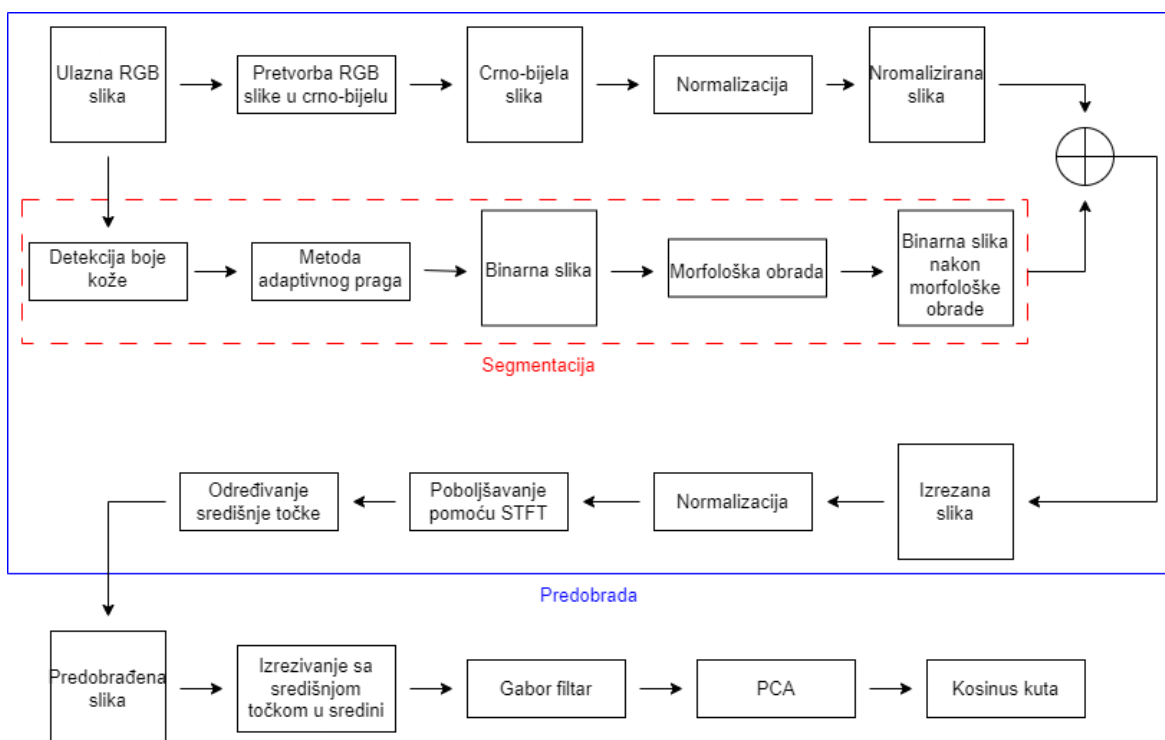 Ulazna RGB
slika
Pretvorba RGB
slike u crno-bijelu
Crno-bijela
slika
Normalizacija
Nromalizirana
slika
Detekcija boje
kože
Metoda
adaptivnog praga
Binarna slika
Morfološka obrada
Binarna slika
nakon
morfološke
obrade
Segmentacija
Određivanje
središnje točke
Poboljšavanje
pomoću STFT
Normalizacija
Izrezana
slika
Predobrada
Predobrađena
slika
Izrezivanje sa
središnjom
točkom u sredini
Gabor filtar
PCA
Kosinus kuta